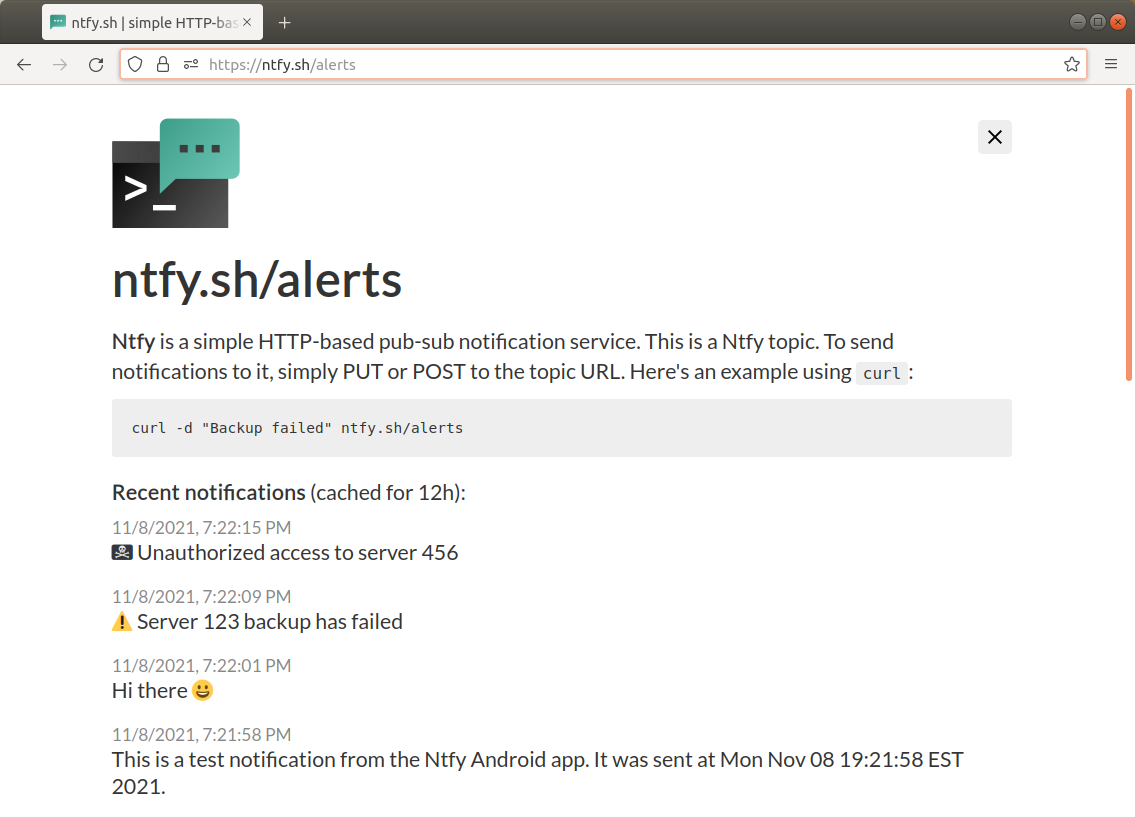 ntfy.sh | simple HTTP-bas
https://ntfy.sh/alerts
>_
ntfy.sh/alerts
Ntfy is a simple HTTP-based pub-sub notification service. This is a Ntfy topic. To send
notifications to it, simply PUT or POST to the topic URL. Here's an example using curl:
curl -d "Backup failed" ntfy.sh/alerts
Recent notifications (cached for 12h):
11/8/2021, 7:22:15 PM
🏴‍☠️ Unauthorized access to server 456
11/8/2021, 7:22:09 PM
⚠️ Server 123 backup has failed
11/8/2021, 7:22:01 PM
Hi there 😀
11/8/2021, 7:21:58 PM
This is a test notification from the Ntfy Android app. It was sent at Mon Nov 08 19:21:58 EST
2021.